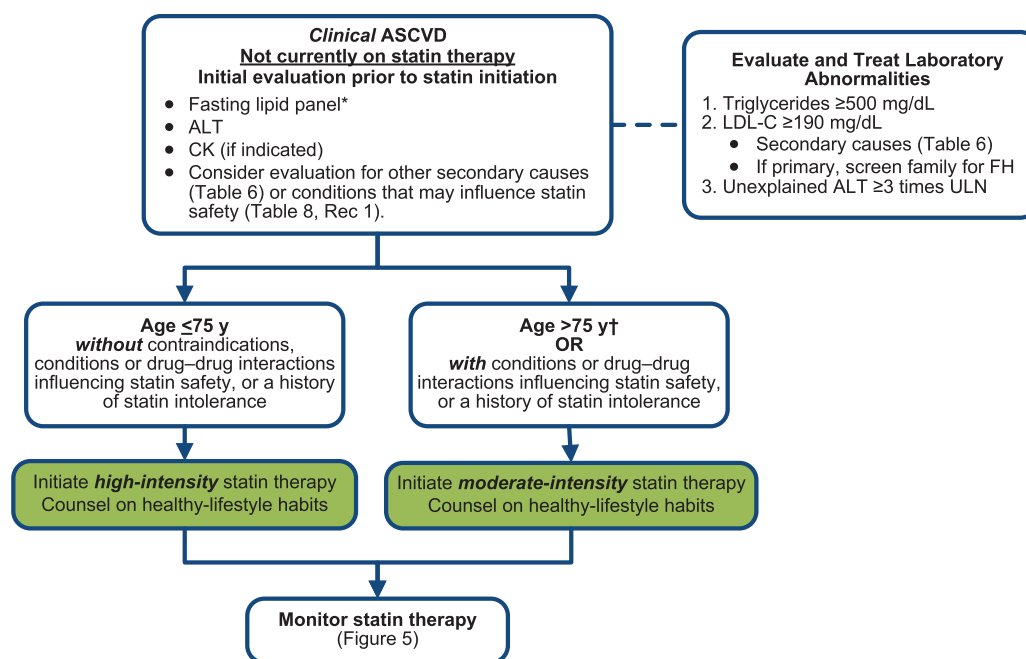 Clinical ASCVD
Not currently on statin therapy
Initial evaluation prior to statin initiation
● Fasting lipid panel*
● ALT
● CK (if indicated)
● Consider evaluation for other secondary causes
(Table 6) or conditions that may influence statin
safety (Table 8, Rec 1).
Evaluate and Treat Laboratory
Abnormalities
1. Triglycerides ≥500 mg/dL
2. LDL-C ≥190 mg/dL
● Secondary causes (Table 6)
● If primary, screen family for FH
3. Unexplained ALT ≥3 times ULN
Age ≤75 y
without contraindications,
conditions or drug–drug interactions
influencing statin safety, or a history
of statin intolerance
Age >75 y†
OR
with conditions or drug–drug
interactions influencing statin safety,
or a history of statin intolerance
Initiate high-intensity statin therapy
Counsel on healthy-lifestyle habits
Initiate moderate-intensity statin therapy
Counsel on healthy-lifestyle habits
Monitor statin therapy
(Figure 5)